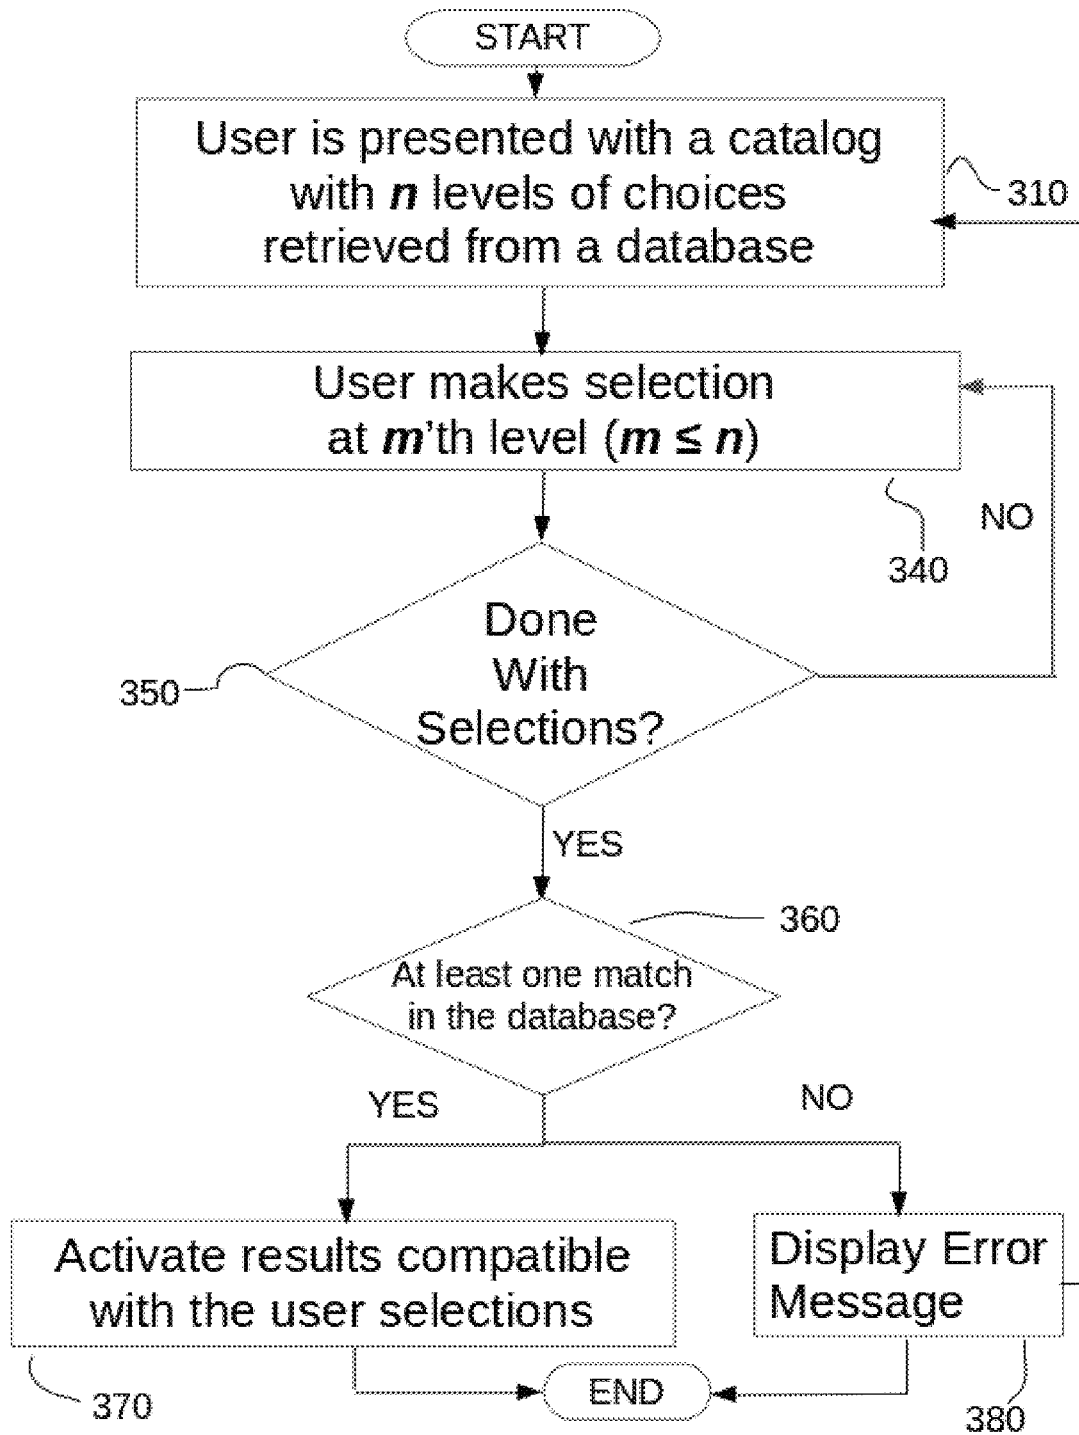 START
User is presented with a catalog
with n levels of choices
retrieved from a database
310
User makes selection
at m’th level (m ≤ n)
NO
340
Done
With
Selections?
350
YES
360
At least one match
in the database?
YES
NO
Activate results compatible
with the user selections
Display Error
Message
370
END
380